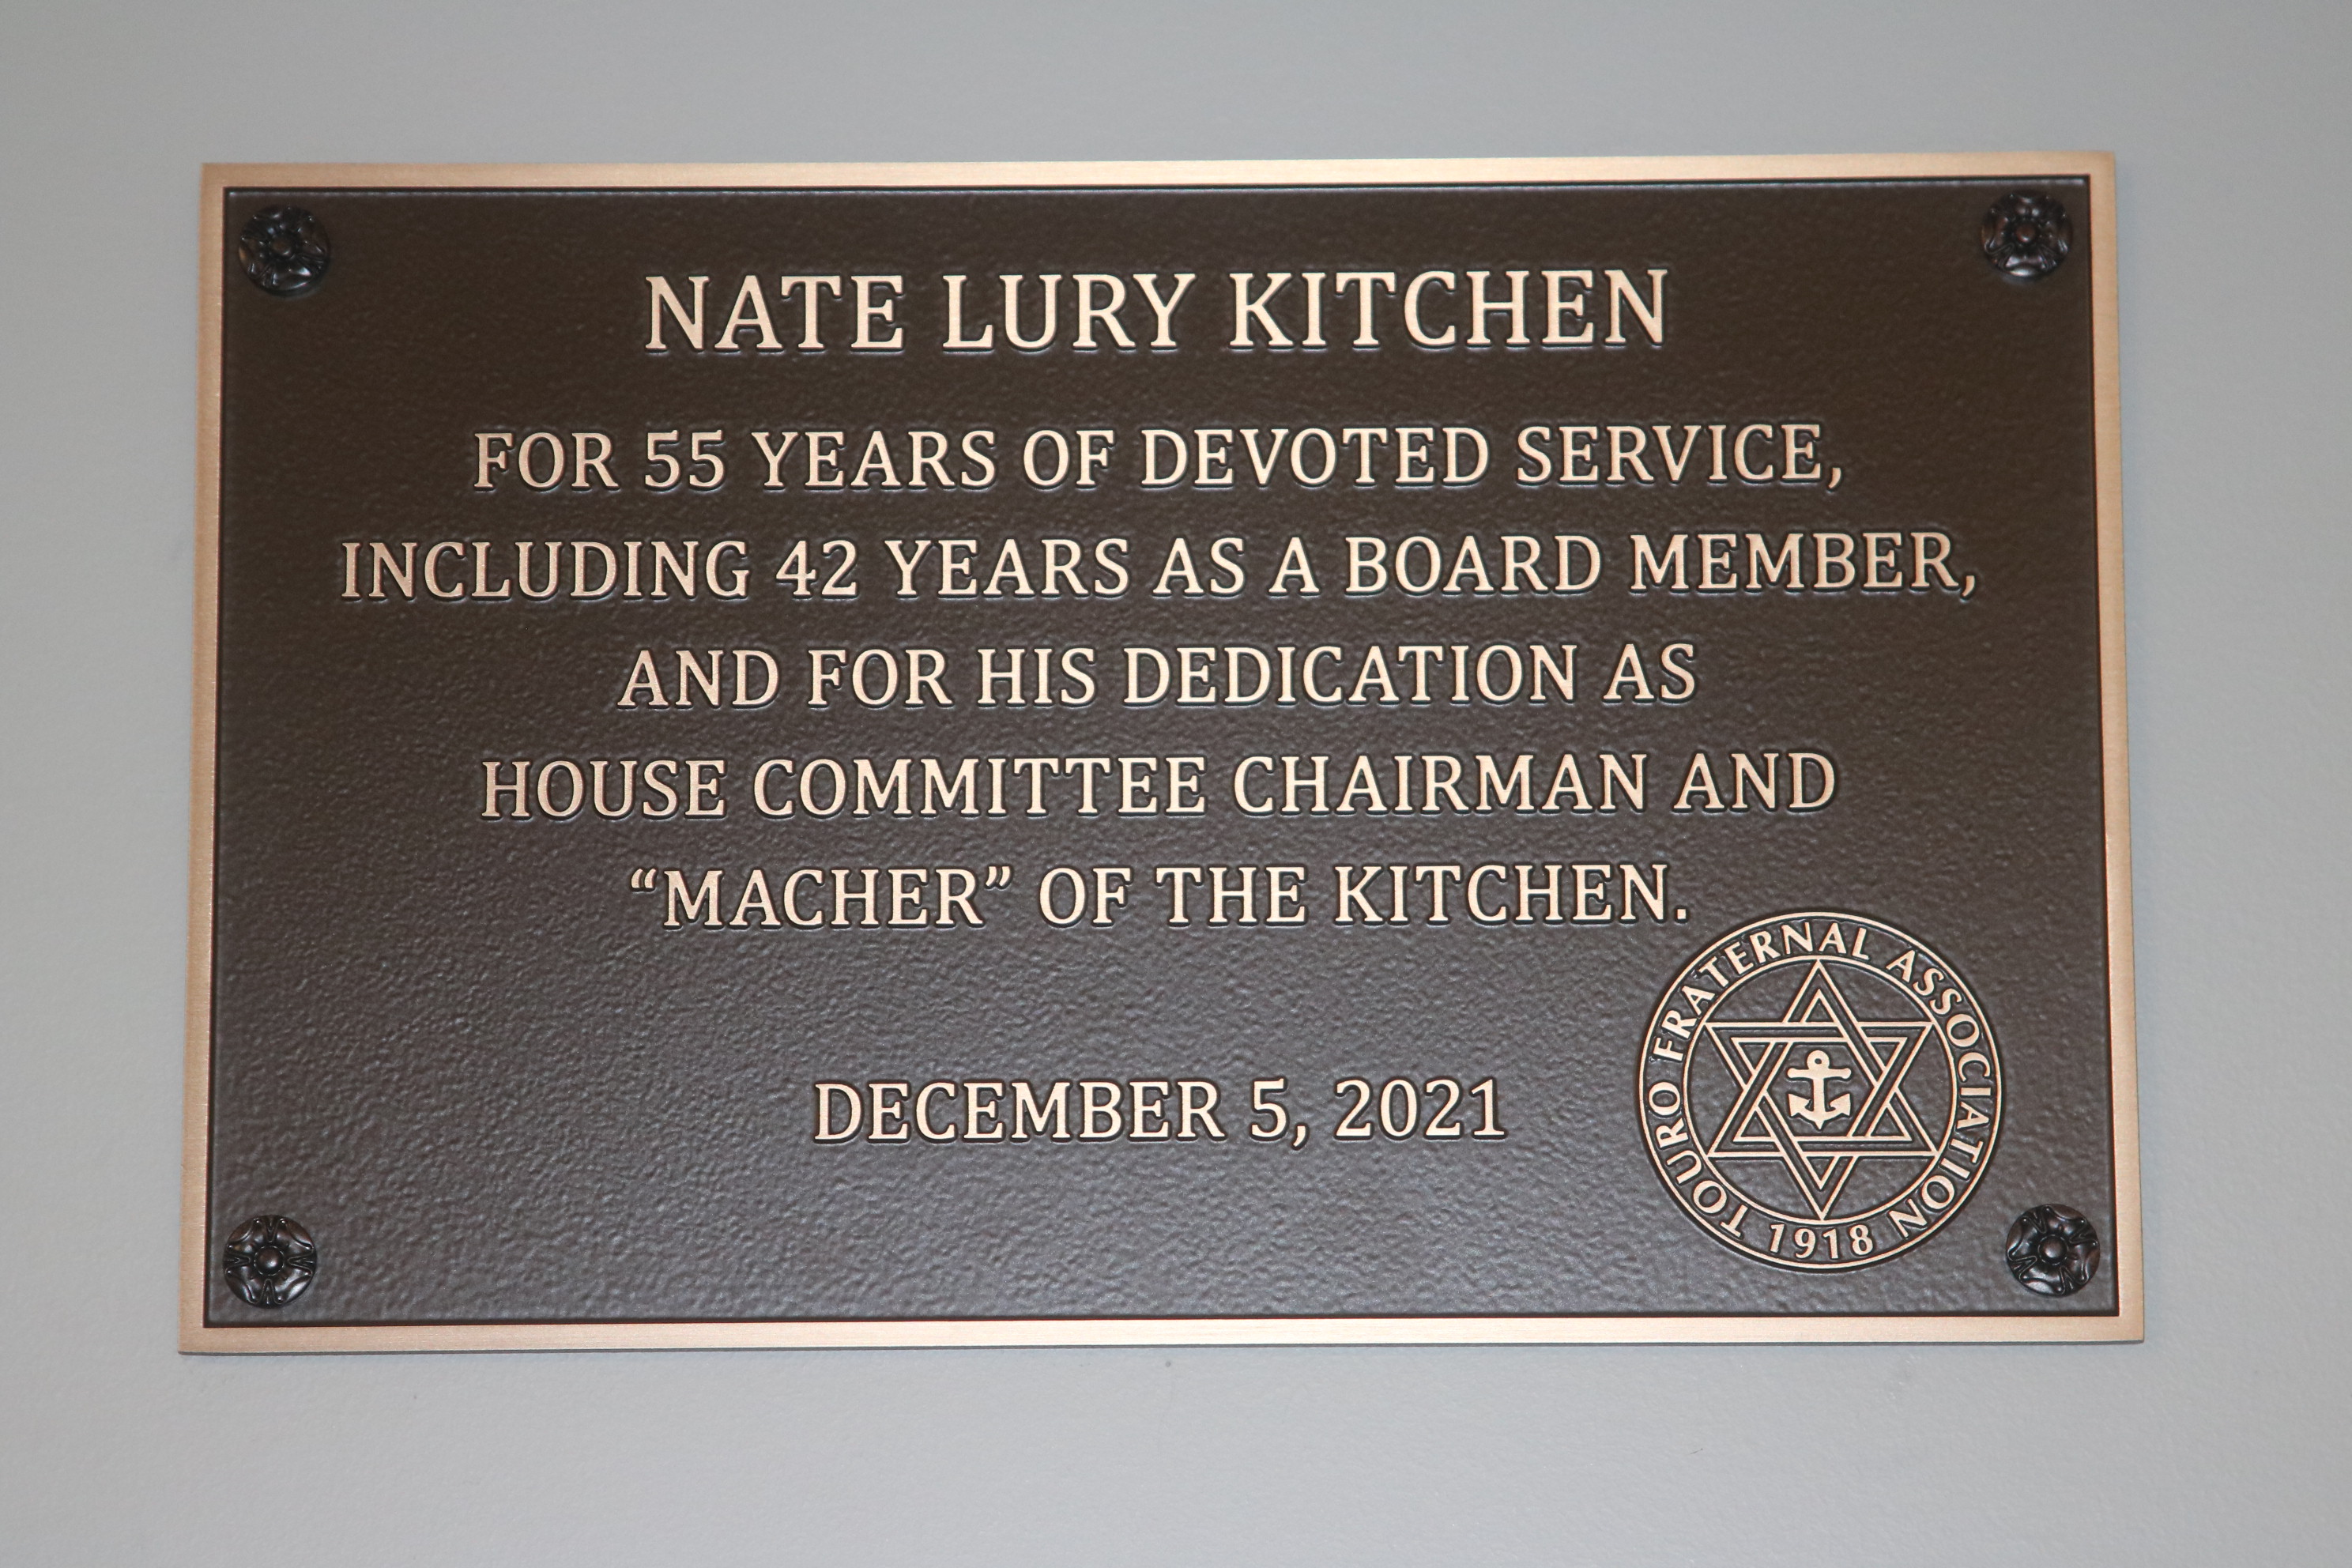 NATE LURY KITCHEN
FOR 55 YEARS OF DEVOTED SERVICE,
INCLUDING 42 YEARS AS A BOARD MEMBER,
AND FOR HIS DEDICATION AS
HOUSE COMMITTEE CHAIRMAN AND
“MACHER” OF THE KITCHEN.
DECEMBER 5, 2021
TOURO FRATERNAL ASSOCIATION
1918